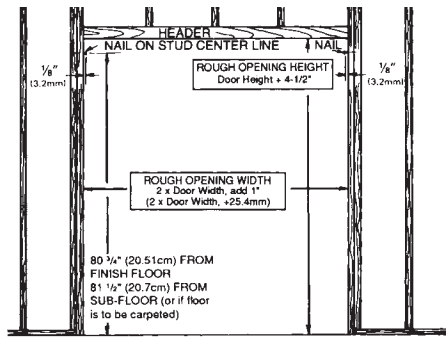 HEADER
NAIL ON STUD CENTER LINE
NAIL
1/8"
(3.2mm)
ROUGH OPENING HEIGHT
Door Height + 4-1/2"
1/8"
(3.2mm)
ROUGH OPENING WIDTH
2 x Door Width, add 1"
(2 x Door Width, +25.4mm)
80 3/4" (20.51cm) FROM
FINISH FLOOR
81 1/2" (20.7cm) FROM
SUB-FLOOR (or if floor
is to be carpeted)